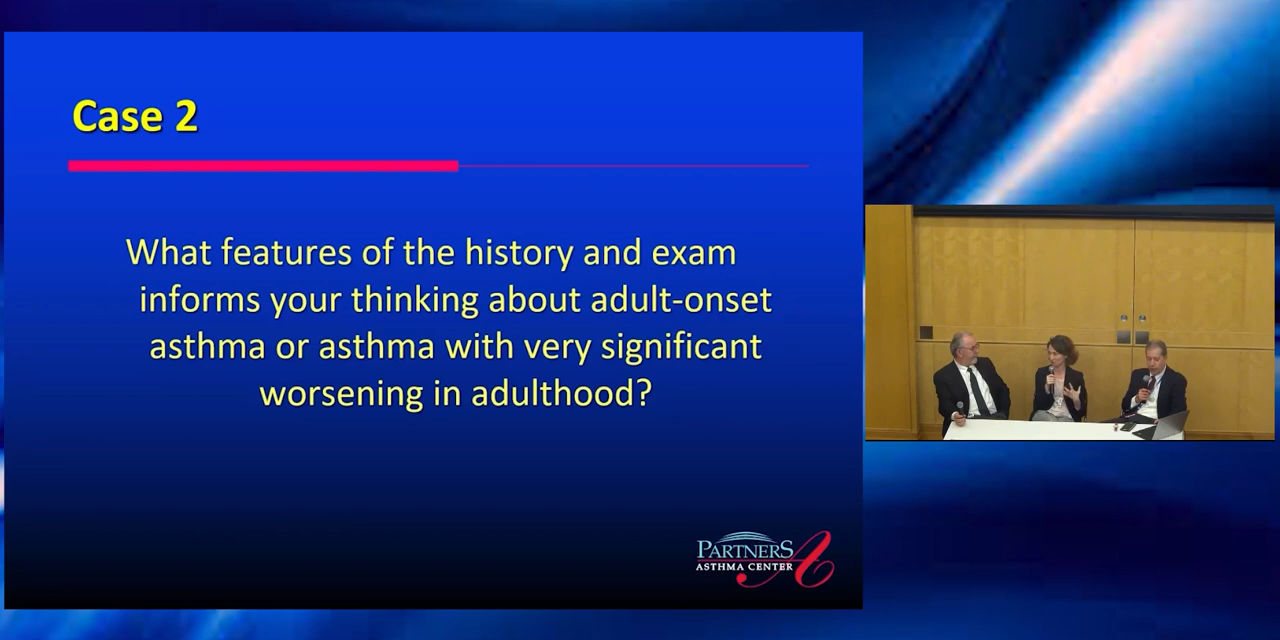 Case 2
What features of the history and exam
informs your thinking about adult-onset
asthma or asthma with very significant
worsening in adulthood?
PARTNERS
ASTHMA CENTER